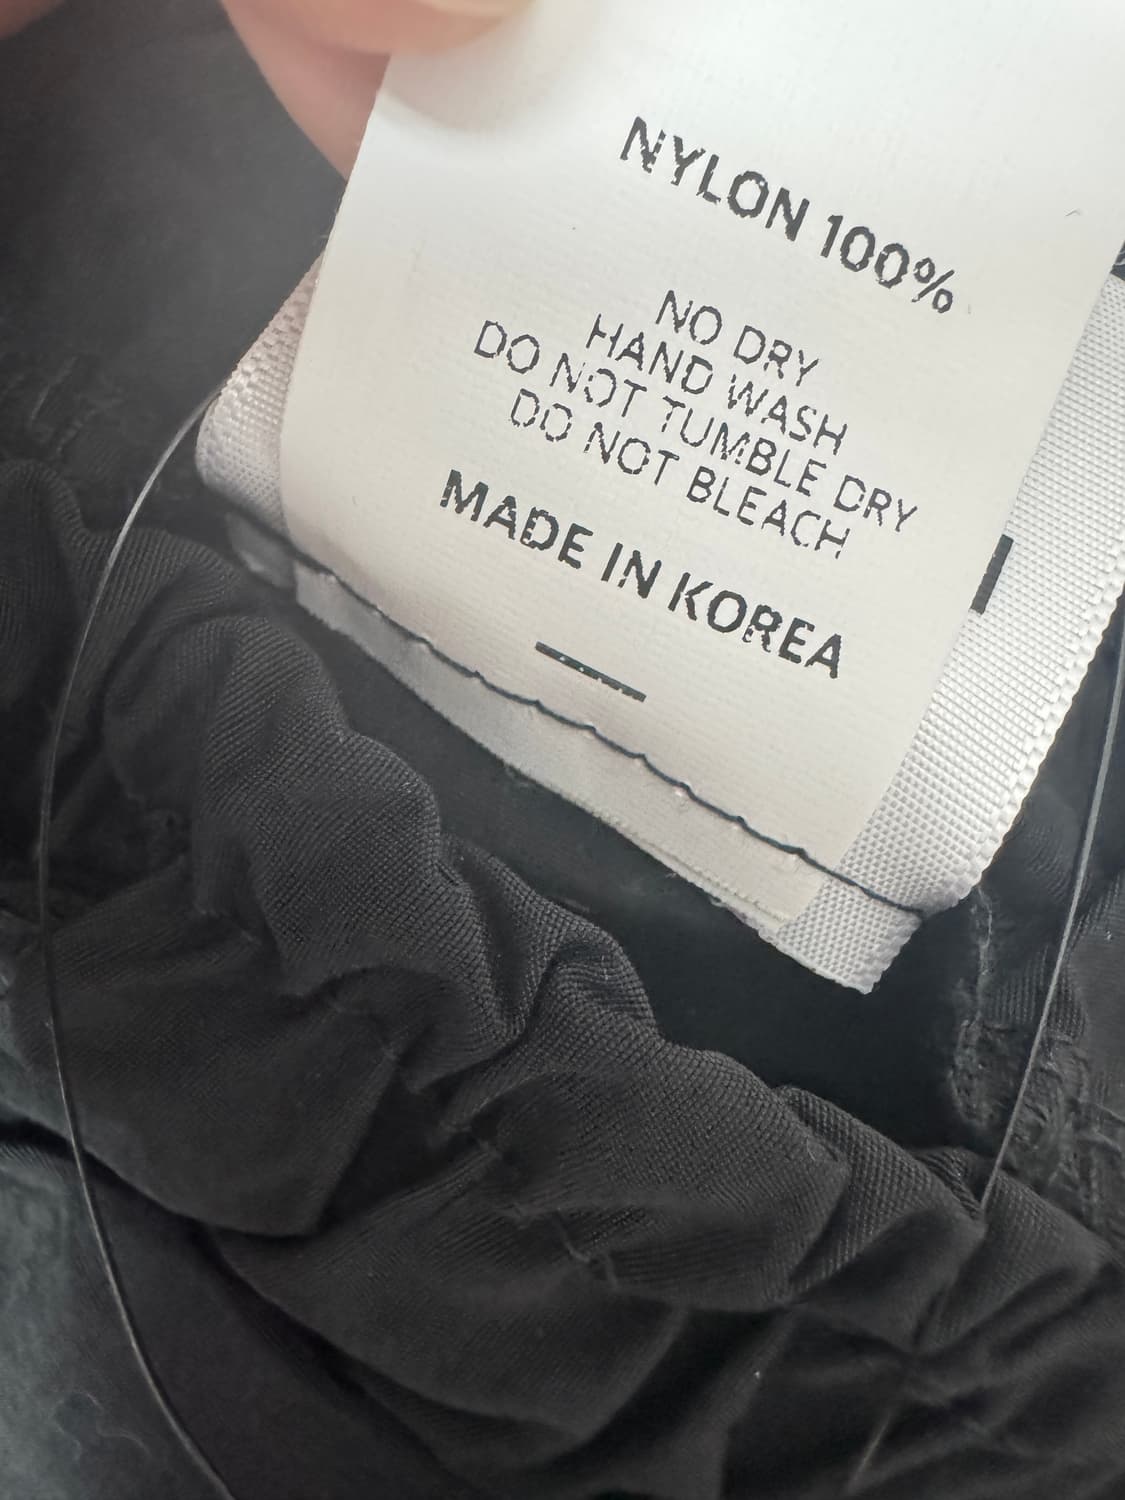 NYLON 100%
NO DRY
HAND WASH
DO NOT TUMBLE DRY
DO NOT BLEACH
MADE IN KOREA